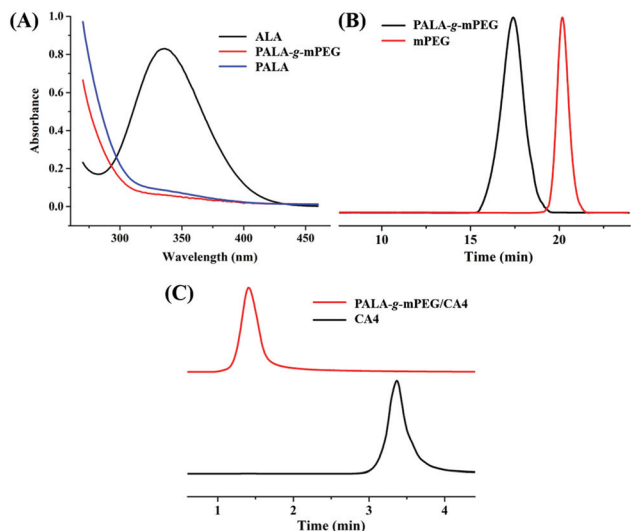 (A)
ALA
PALA-g-mPEG
PALA
1.0
0.8
0.6
0.4
0.2
0.0
Absorbance
300 350 400 450
Wavelength (nm)
(B)
PALA-g-mPEG
mPEG
10 15 20
Time (min)
(C)
PALA-g-mPEG/CA4
CA4
1 2 3 4
Time (min)